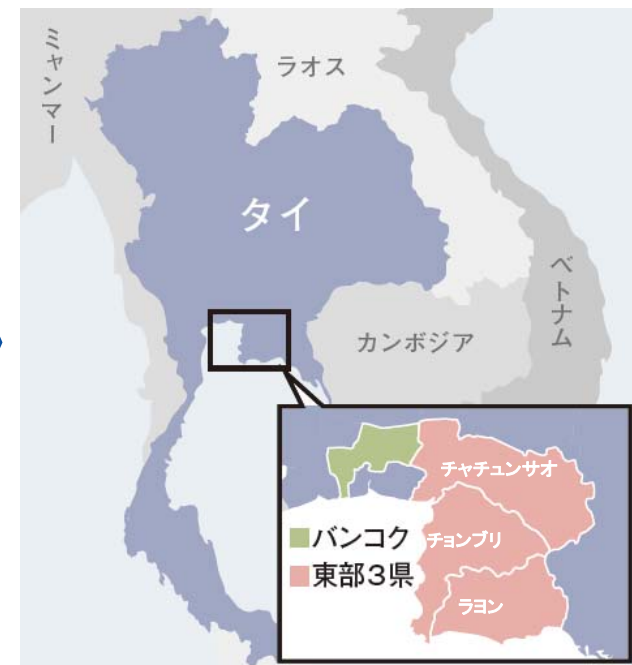 ミャンマー
ラオス
タイ
ベトナム
カンボジア
チャチュンサオ
バンコク
チョンブリ
東部3県
ラヨン